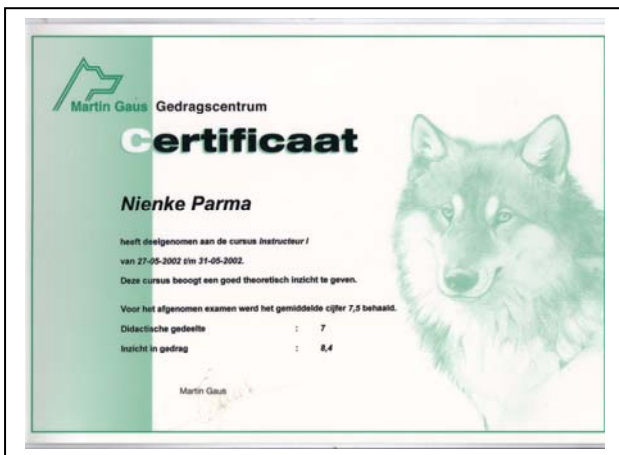 Martin Gaus Gedragscentrum
Certificaat
Nienke Parma
heeft deelgenomen aan de cursus Instructeur I
van 27-05-2002 t/m 31-05-2002.
Deze cursus beoogt een goed theoretisch inzicht te geven.
Voor het afgenomen examen werd het gemiddelde cijfer 7,5 behaald.
Didactische gedeelte : 7
Inzicht in gedrag : 8,4
Martin Gaus